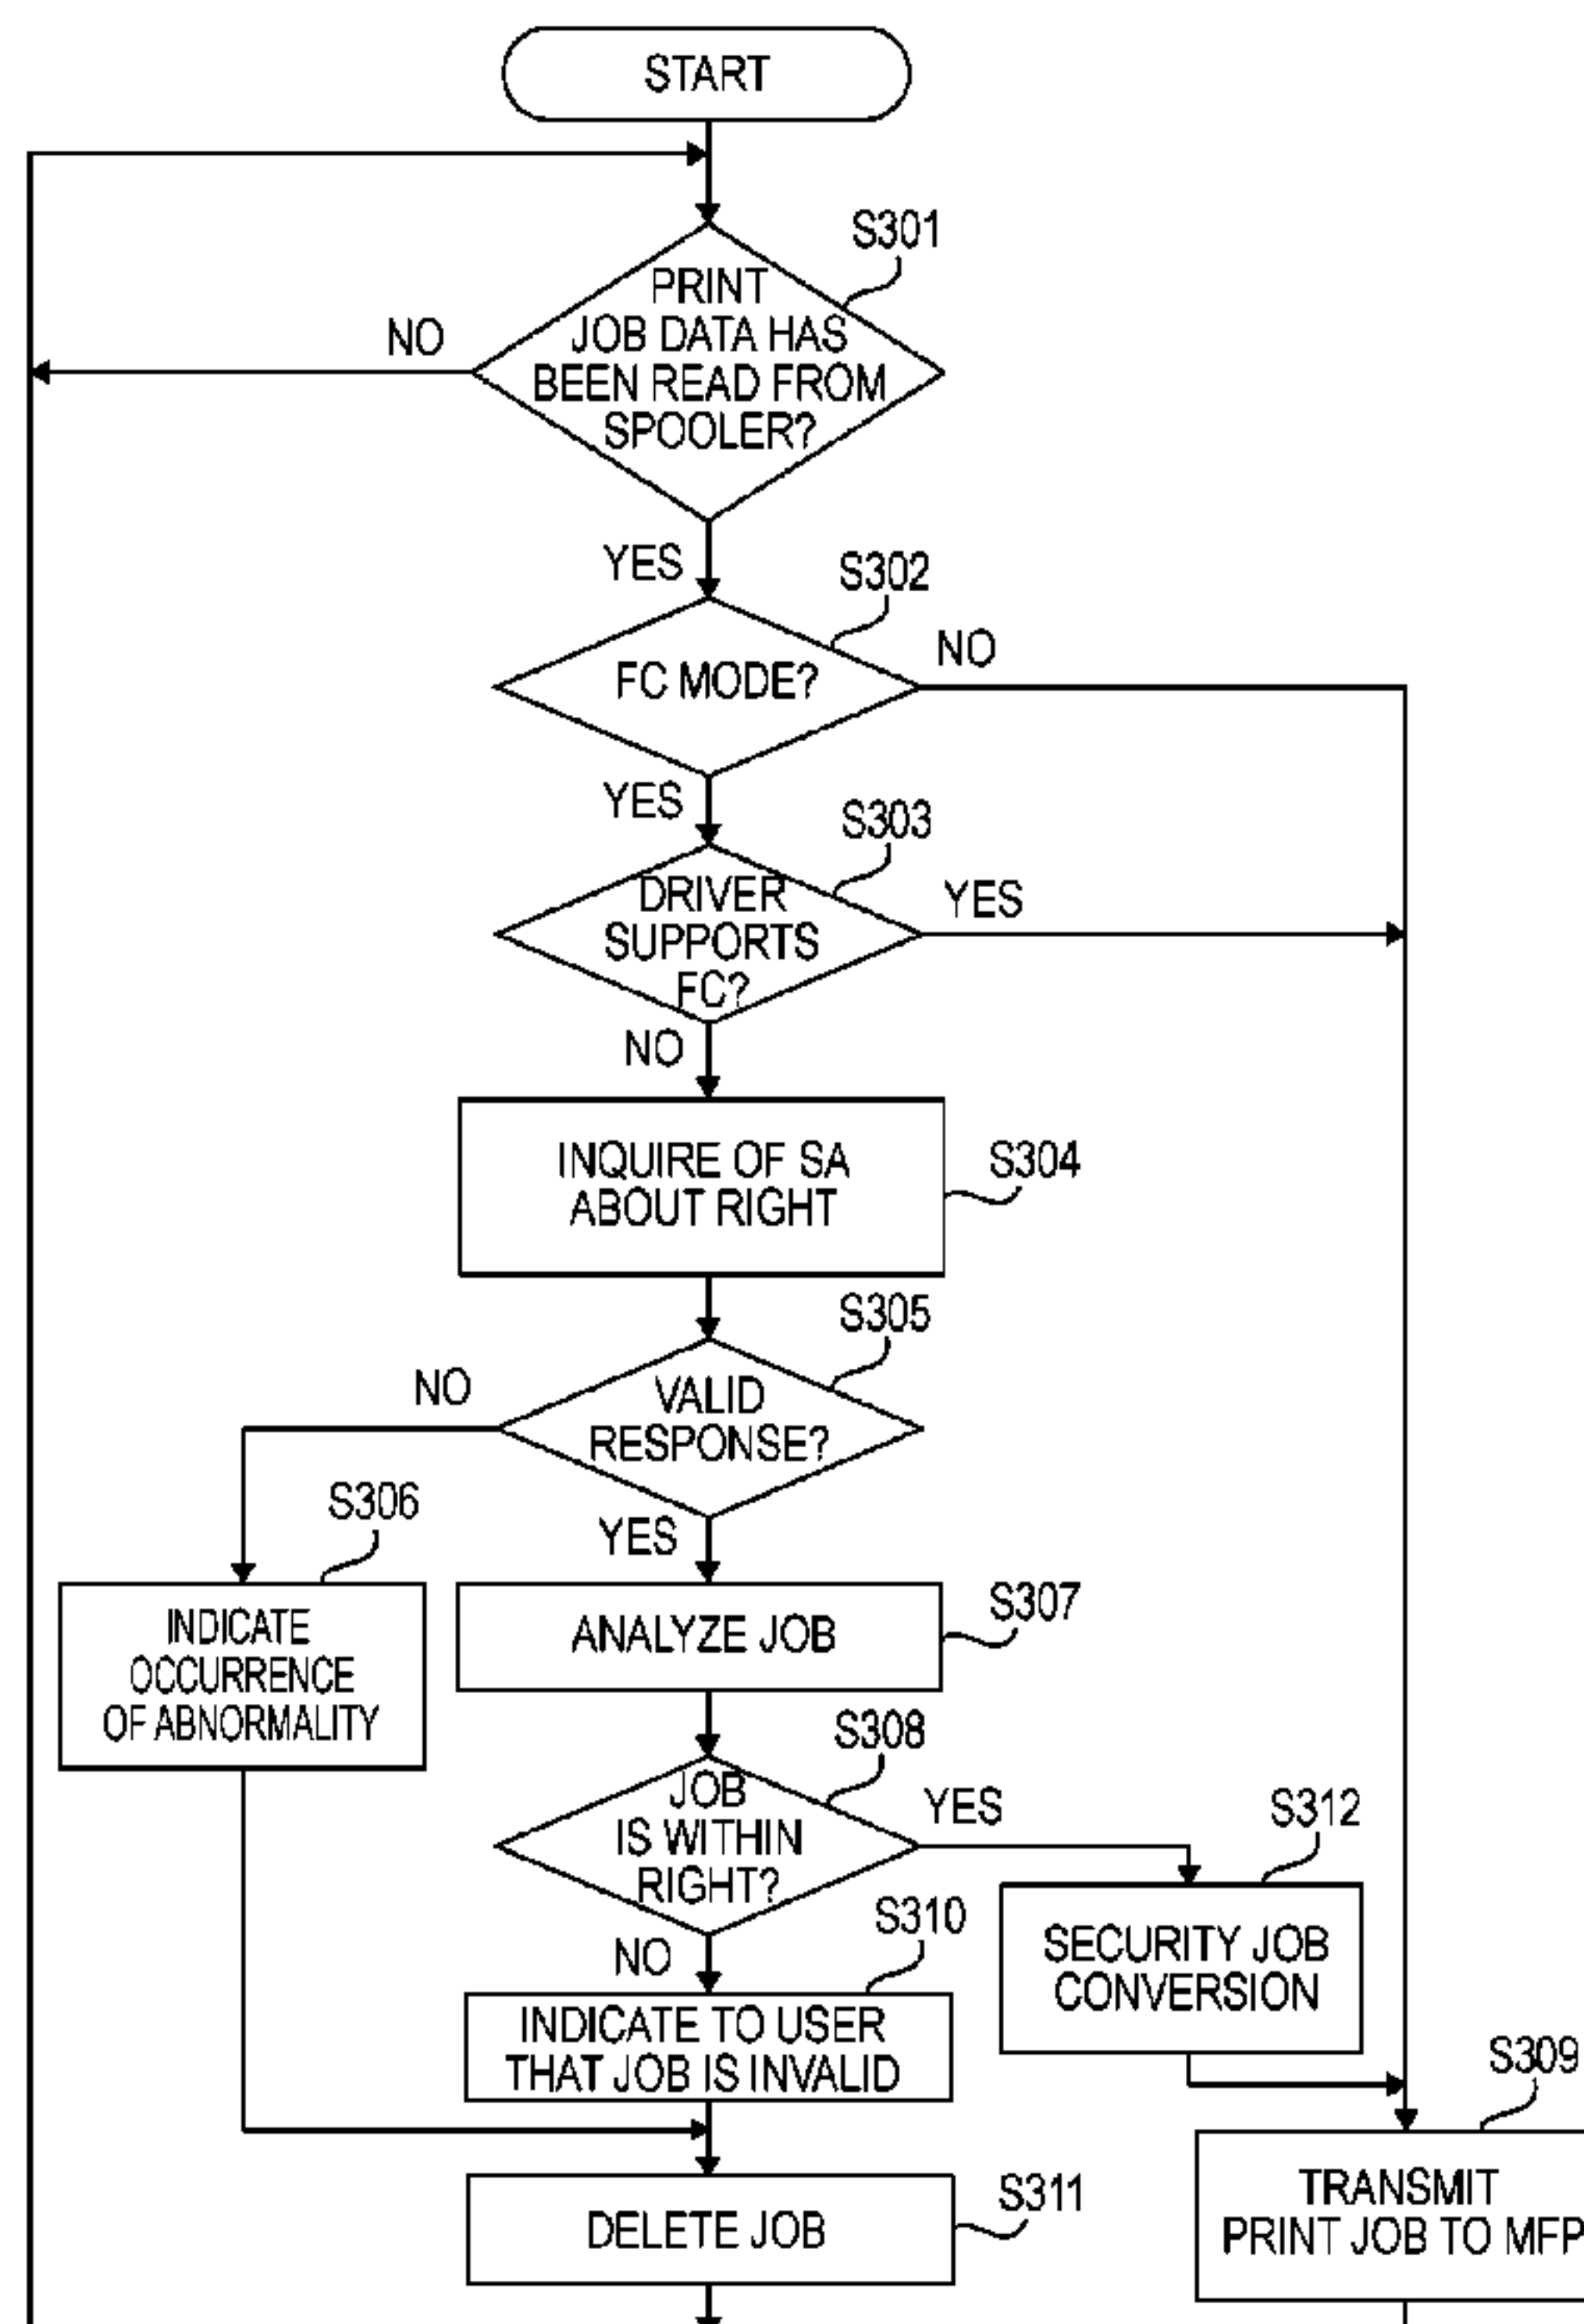 START
S301
PRINT
JOB DATA HAS
BEEN READ FROM
SPOOLER?
NO
YES
S302
FC MODE?
NO
YES
S303
DRIVER
SUPPORTS
FC?
YES
NO
INQUIRE OF SA
ABOUT RIGHT
S304
S305
VALID
RESPONSE?
NO
YES
S306
INDICATE
OCCURRENCE
OF ABNORMALITY
ANALYZE JOB
S307
S308
JOB
IS WITHIN
RIGHT?
YES
NO
S312
SECURITY JOB
CONVERSION
S310
INDICATE TO USER
THAT JOB IS INVALID
S309
TRANSMIT
PRINT JOB TO MFP
DELETE JOB
S311